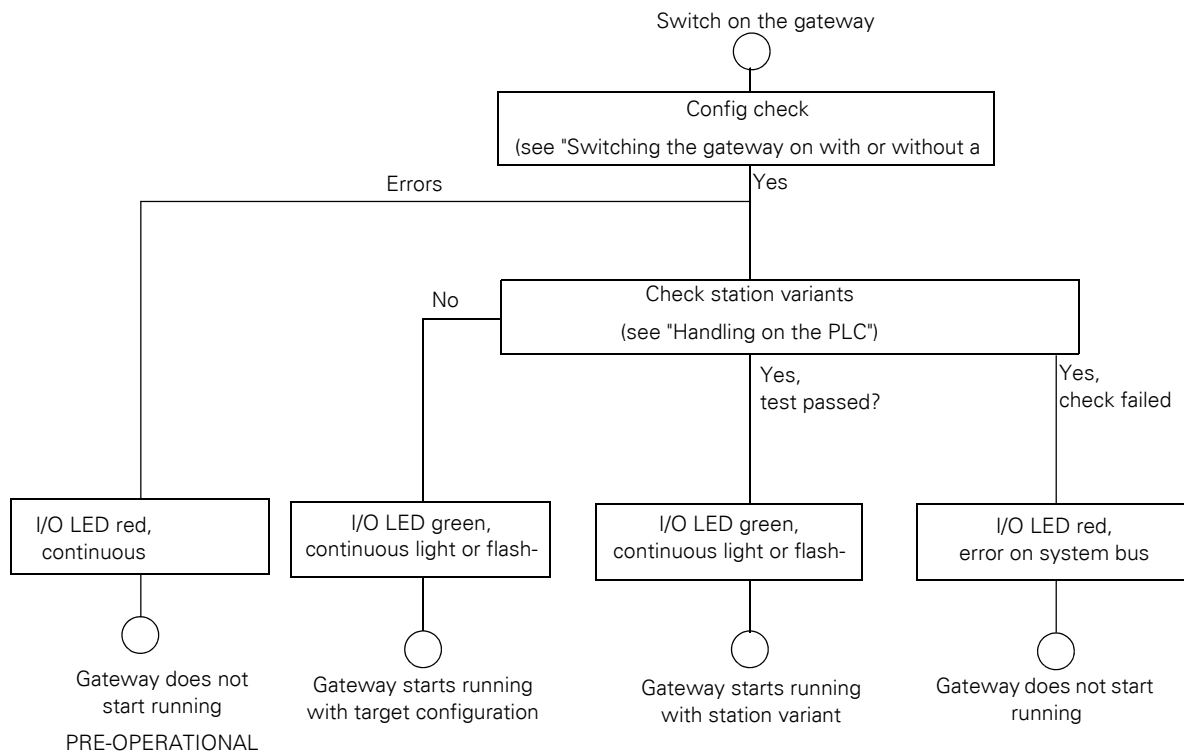 Switch on the gateway
Config check
(see "Switching the gateway on with or without a
Errors
Yes
No
Check station variants
(see "Handling on the PLC")
Yes,
test passed?
Yes,
check failed
I/O LED red,
continuous
I/O LED green,
continuous light or flash-
I/O LED green,
continuous light or flash-
I/O LED red,
error on system bus
Gateway does not
start running
PRE-OPERATIONAL
Gateway starts running
with target configuration
Gateway starts running
with station variant
Gateway does not start
running